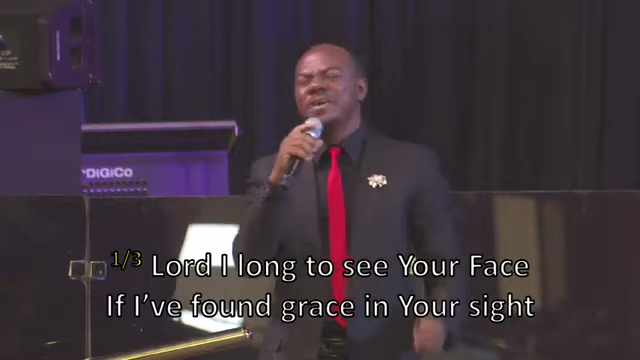 DiGiCo
1/3 Lord I long to see Your Face
If I've found grace in Your sight